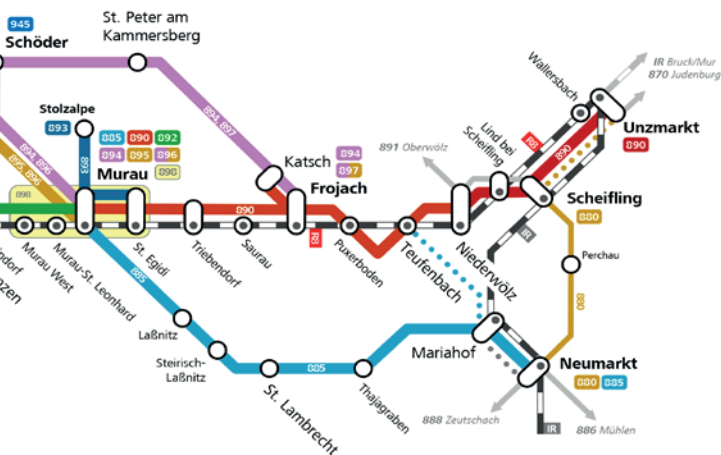 945
Schöder
St. Peter am
Kammersberg
IR Bruck/Mur
870 Judenburg
Wallersbach
Stolzalpe
893
885 890 892
894 895 896
898
Murau
893
894, 897
894, 896
895, 896
898
Katsch
894
897
Frojach
891 Oberwölz
Lind bei
Scheifling
R8
890
Unzmarkt
890
Scheifling
880
IR
890
R8
Murau West
Murau-St. Leonhard
St. Egidi
Triebendorf
Saurau
Puxerboden
Teufenbach
Niederwölz
Perchau
880
885
Laßnitz
Steirisch-
Laßnitz
885
St. Lambrecht
Thajagraben
Mariahof
Neumarkt
880 885
888 Zeutschach
886 Mühlen
IR